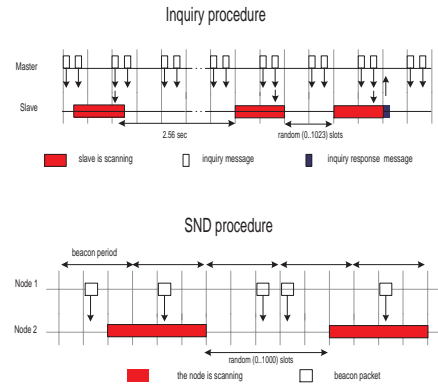 Inquiry procedure
Master
. . .
Slave
. . .
2.56 sec
random (0..1023) slots
slave is scanning
inquiry message
inquiry response message
SND procedure
beacon period
Node 1
Node 2
random (0..1000) slots
the node is scanning
beacon packet